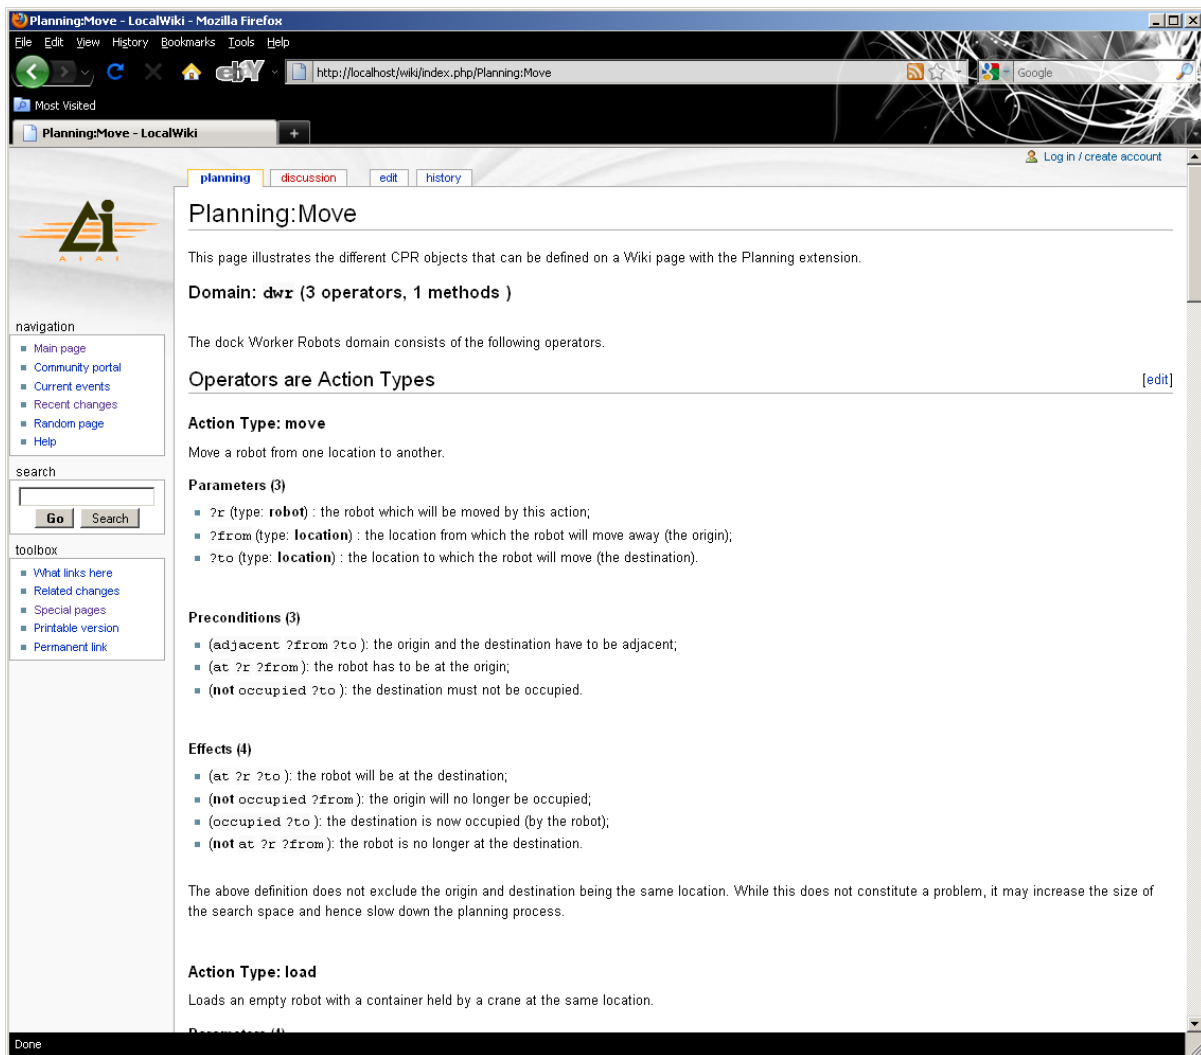 Planning:Move - LocalWiki - Mozilla Firefox
File Edit View History Bookmarks Tools Help
ebay http://localhost/wiki/index.php/Planning:Move Google
Most Visited
Planning:Move - LocalWiki +
Log in / create account
planning discussion edit history
Ai
A I A I
Planning:Move
This page illustrates the different CPR objects that can be defined on a Wiki page with the Planning extension.
Domain: dwr (3 operators, 1 methods )
The dock Worker Robots domain consists of the following operators.
Operators are Action Types [edit]
Action Type: move
Move a robot from one location to another.
Parameters (3)
?r (type: robot) : the robot which will be moved by this action;
?from (type: location) : the location from which the robot will move away (the origin);
?to (type: location) : the location to which the robot will move (the destination).
Preconditions (3)
(adjacent ?from ?to ): the origin and the destination have to be adjacent;
(at ?r ?from ): the robot has to be at the origin;
(not occupied ?to ): the destination must not be occupied.
Effects (4)
(at ?r ?to ): the robot will be at the destination;
(not occupied ?from ): the origin will no longer be occupied;
(occupied ?to ): the destination is now occupied (by the robot);
(not at ?r ?from ): the robot is no longer at the destination.
The above definition does not exclude the origin and destination being the same location. While this does not constitute a problem, it may increase the size of
the search space and hence slow down the planning process.
Action Type: load
Loads an empty robot with a container held by a crane at the same location.
Parameters (4)
navigation
Main page
Community portal
Current events
Recent changes
Random page
Help
search
Go Search
toolbox
What links here
Related changes
Special pages
Printable version
Permanent link
Done